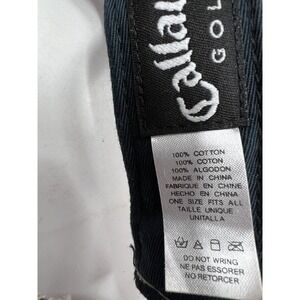 Callaw
GOL
100% COTTON
100% COTON
100% ALGODON
MADE IN CHINA
FABRIQUE EN CHINE
HECHO EN CHINA
ONE SIZE FITS ALL
TAILLE UNIQUE
UNITALLA
DO NOT WRING
NE PAS ESSORER
NO RETORCER